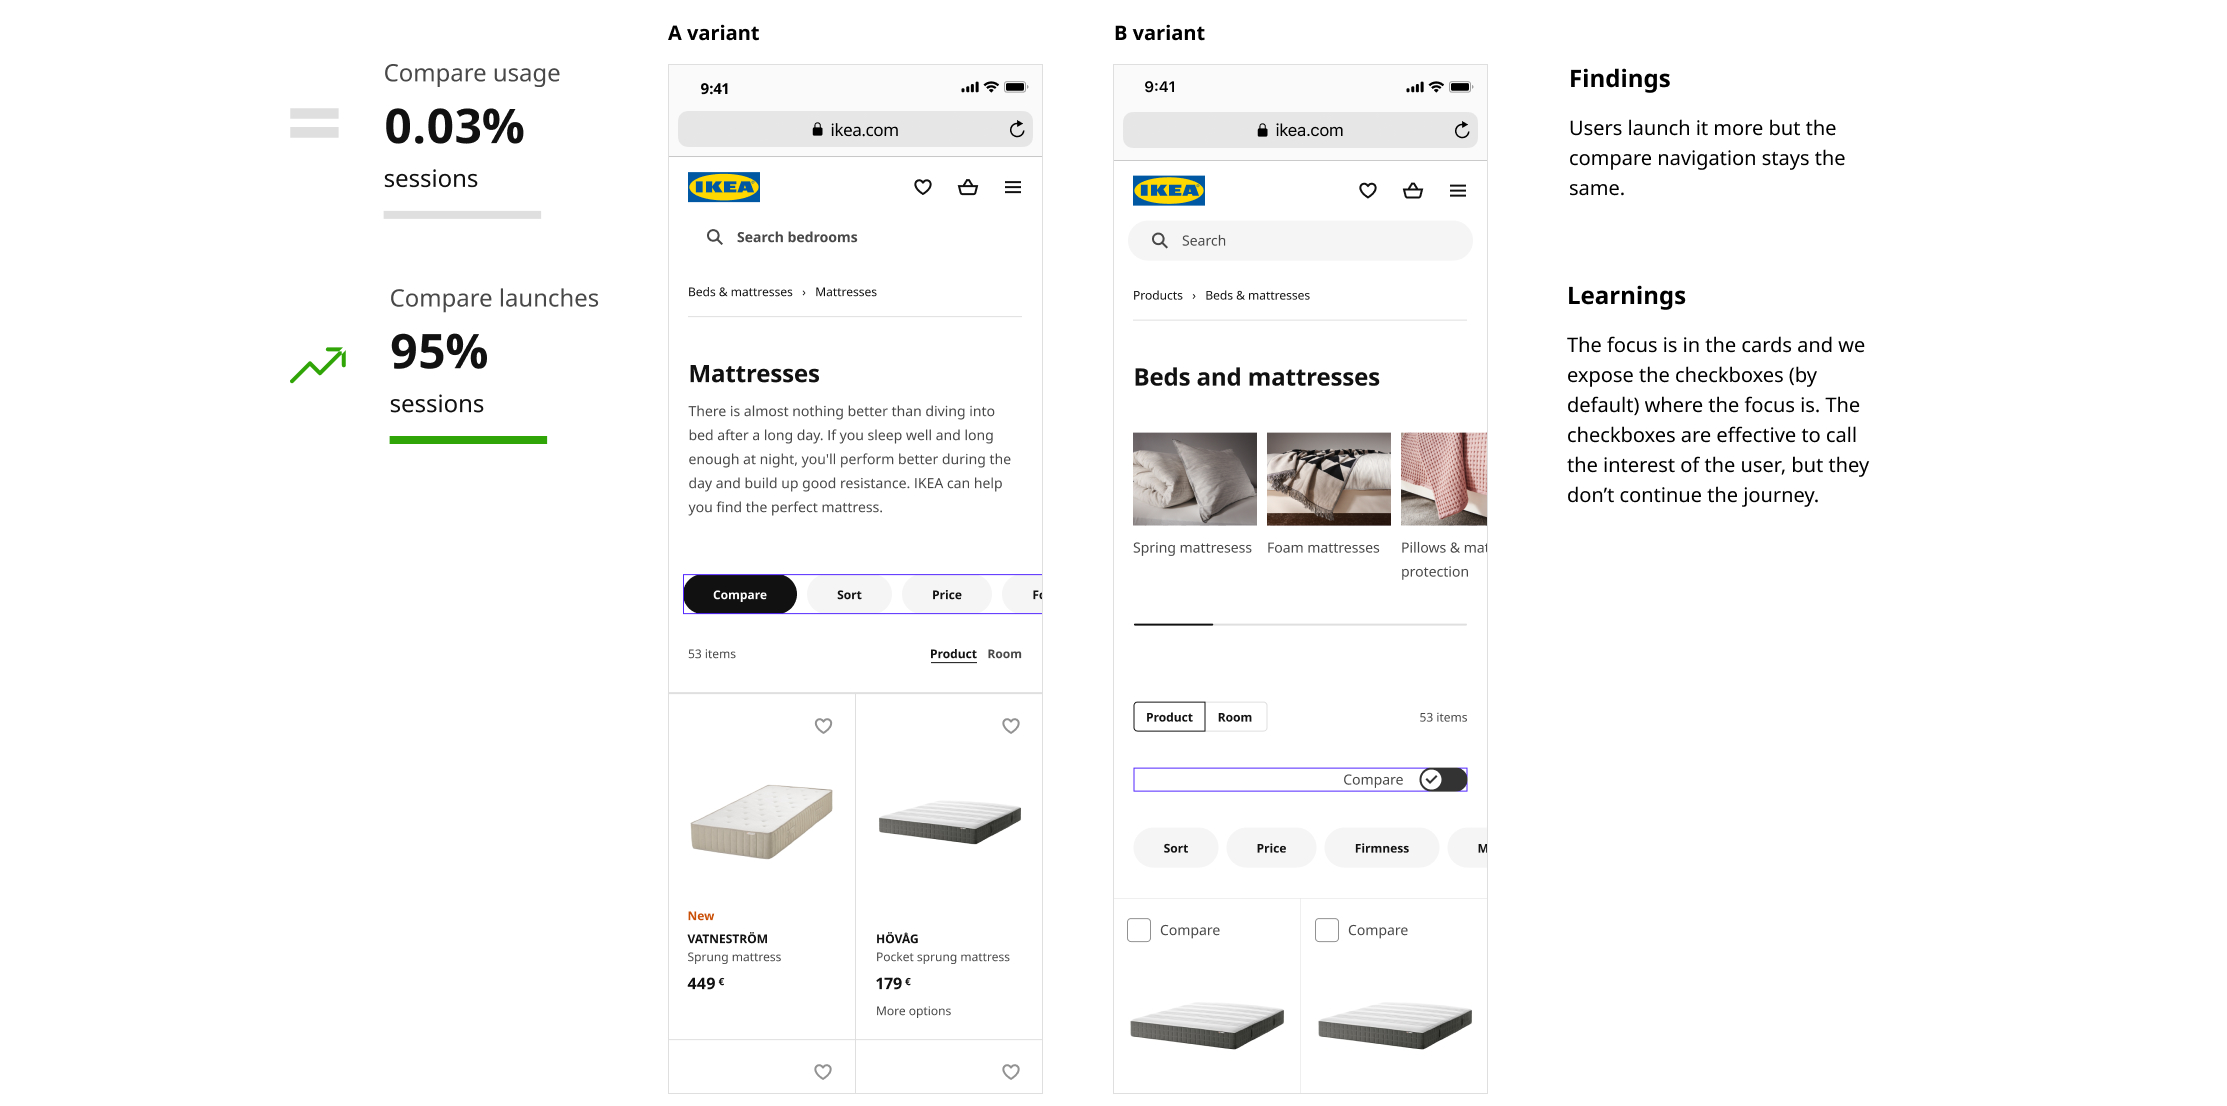 Compare usage
0.03%
sessions
Compare launches
95%
sessions
A variant
9:41
ikea.com
IKEA
Search bedrooms
Beds & mattresses › Mattresses
Mattresses
There is almost nothing better than diving into
bed after a long day. If you sleep well and long
enough at night, you'll perform better during the
day and build up good resistance. IKEA can help
you find the perfect mattress.
Compare Sort Price Fo
53 items Product Room
New
VATNESTRÖM
Sprung mattress
449 €
HÖVÅG
Pocket sprung mattress
179 €
More options
B variant
9:41
ikea.com
IKEA
Search
Products › Beds & mattresses
Beds and mattresses
Spring mattresess Foam mattresses Pillows & mat
protection
Product Room 53 items
Compare
Sort Price Firmness M
Compare Compare
Findings
Users launch it more but the
compare navigation stays the
same.
Learnings
The focus is in the cards and we
expose the checkboxes (by
default) where the focus is. The
checkboxes are effective to call
the interest of the user, but they
don’t continue the journey.